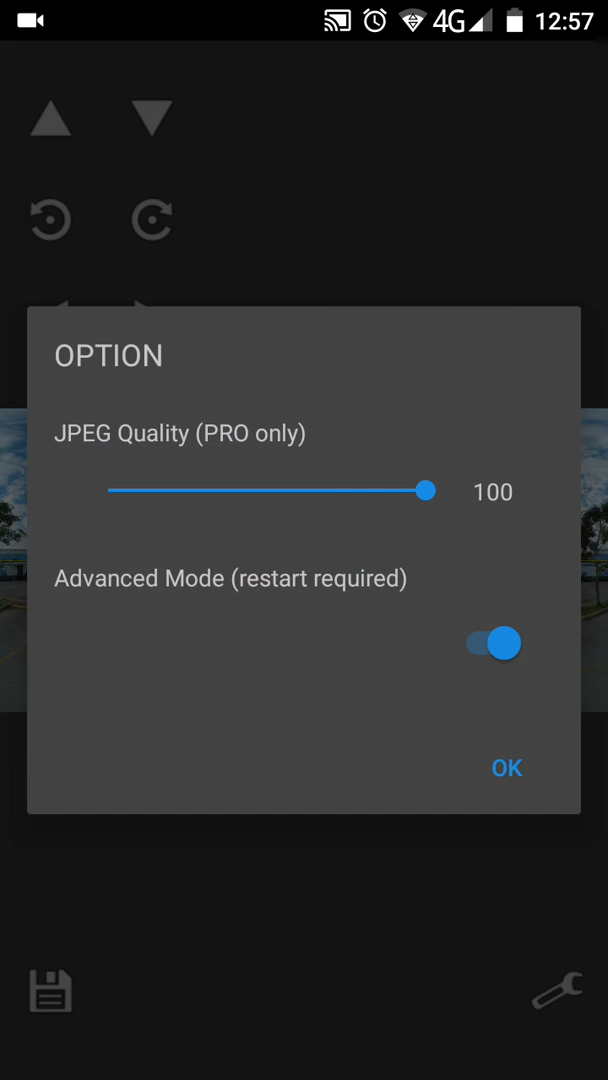 4G 12:57
OPTION
JPEG Quality (PRO only)
100
Advanced Mode (restart required)
OK